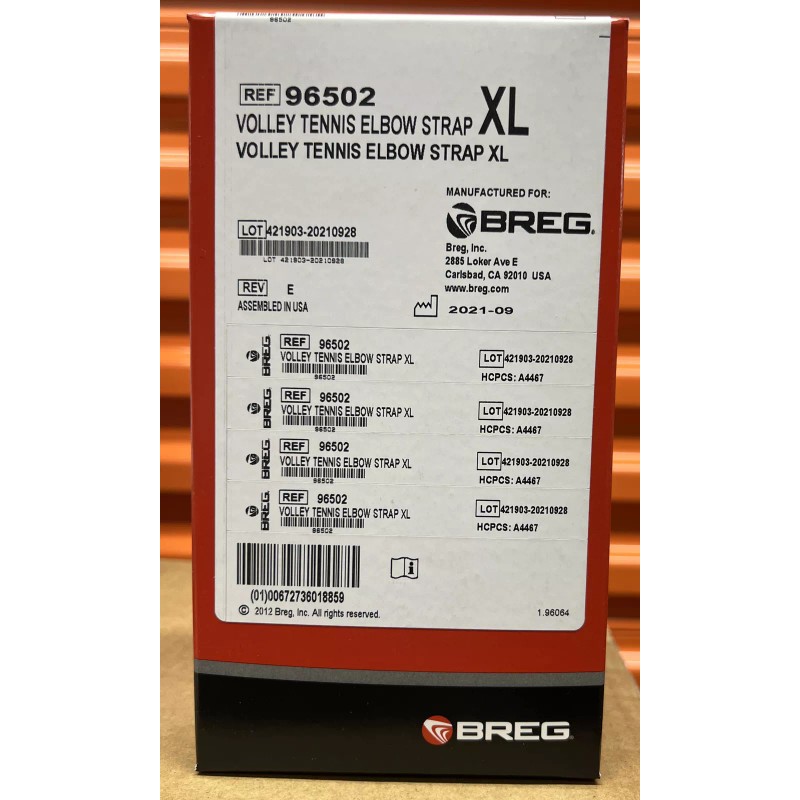 96502
REF 96502
VOLLEY TENNIS ELBOW STRAP XL
VOLLEY TENNIS ELBOW STRAP XL
MANUFACTURED FOR:
BREG.
Breg, Inc.
2885 Loker Ave E
Carlsbad, CA 92010 USA
www.breg.com
2021-09
LOT 421903-20210928
LOT 421903-20210928
REV E
ASSEMBLED IN USA
BREG
REF 96502
VOLLEY TENNIS ELBOW STRAP XL
96502
LOT 421903-20210928
HCPCS: A4467
BREG
REF 96502
VOLLEY TENNIS ELBOW STRAP XL
96502
LOT 421903-20210928
HCPCS: A4467
BREG
REF 96502
VOLLEY TENNIS ELBOW STRAP XL
96502
LOT 421903-20210928
HCPCS: A4467
BREG
REF 96502
VOLLEY TENNIS ELBOW STRAP XL
96502
LOT 421903-20210928
HCPCS: A4467
(01)00672736018859
© 2012 Breg, Inc. All rights reserved.
1.96064
BREG